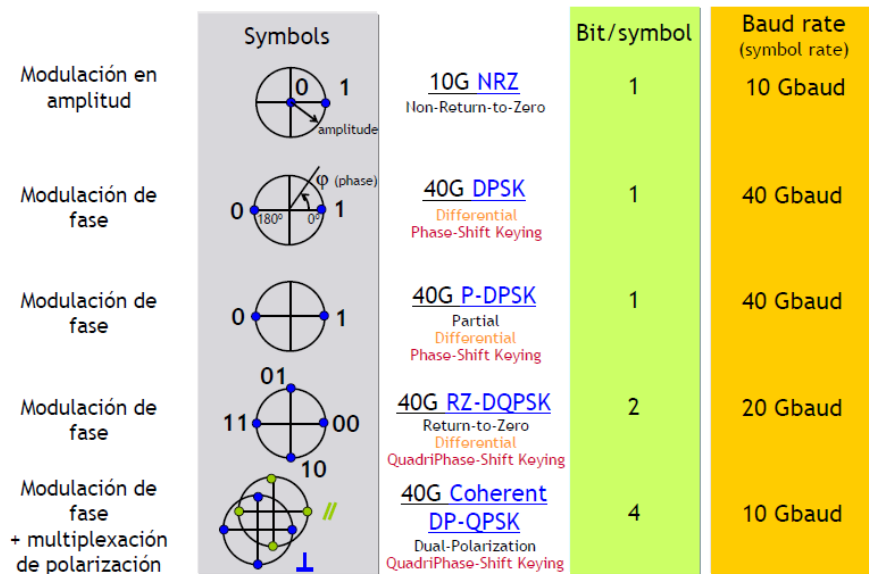 Symbols
Bit/symbol
Baud rate
(symbol rate)
Modulación en
amplitud
0 1
amplitude
10G NRZ
Non-Return-to-Zero
1
10 Gbaud
Modulación de
fase
φ (phase)
0 180º 0º 1
40G DPSK
Differential
Phase-Shift Keying
1
40 Gbaud
Modulación de
fase
0 1
40G P-DPSK
Partial
Differential
Phase-Shift Keying
1
40 Gbaud
Modulación de
fase
01
11 00
10
40G RZ-DQPSK
Return-to-Zero
Differential
QuadriPhase-Shift Keying
2
20 Gbaud
Modulación de
fase
+ multiplexación
de polarización
//
⊥
40G Coherent
DP-QPSK
Dual-Polarization
QuadriPhase-Shift Keying
4
10 Gbaud